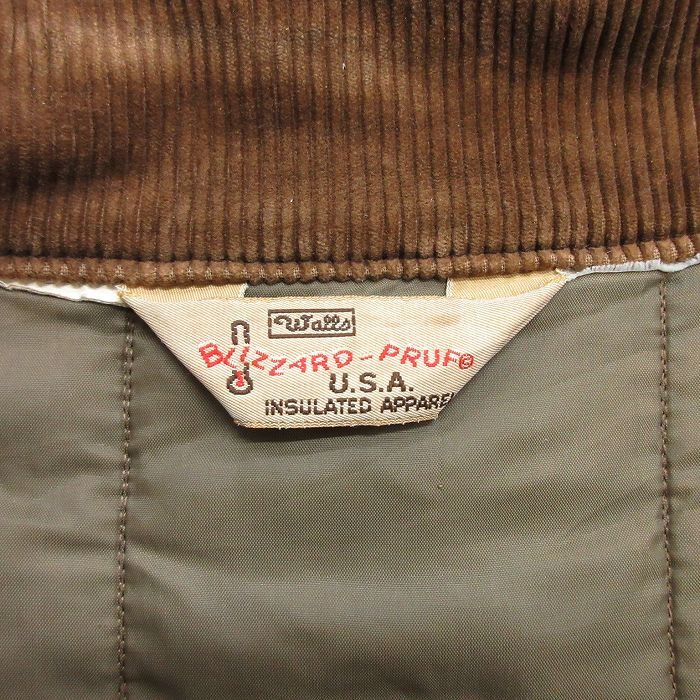 Walls
BLIZZARD-PRUF©
U.S.A.
INSULATED APPAREL